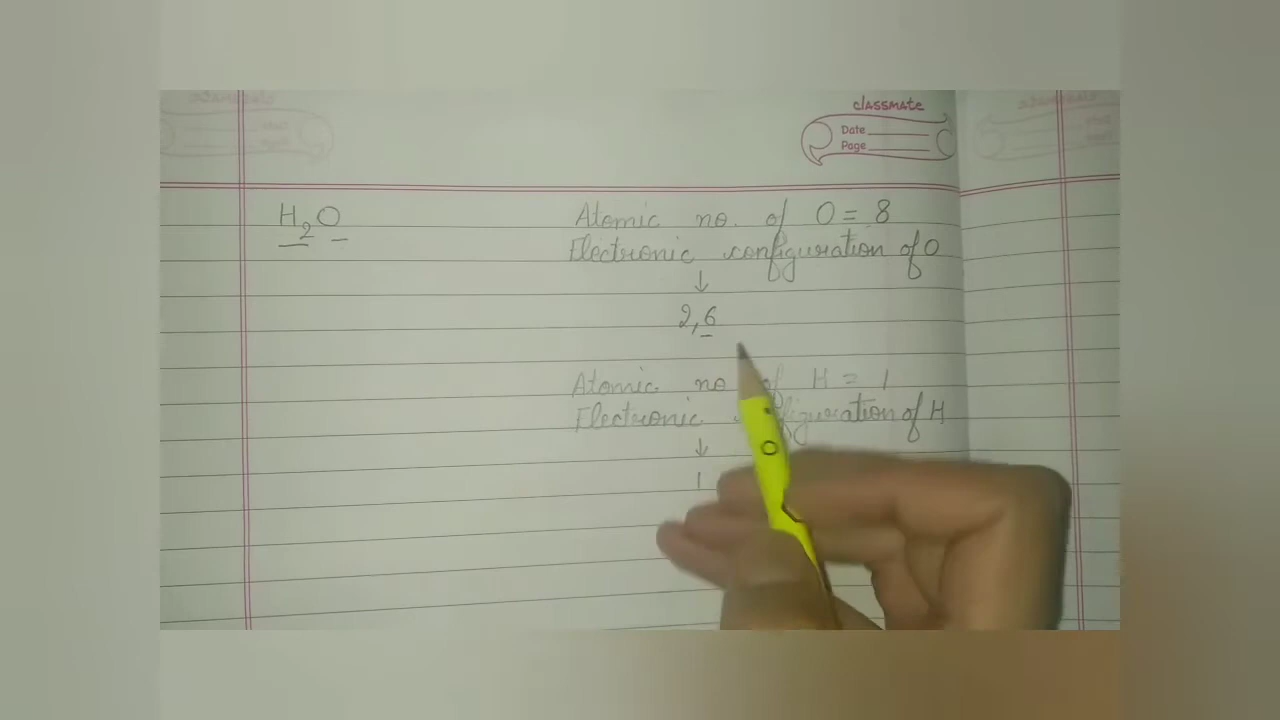 classmate
Date
Page
H2O
Atomic no. of O = 8
Electronic configuration of O
↓
2,6
Atomic no of H = 1
Electronic configuration of H
↓
1